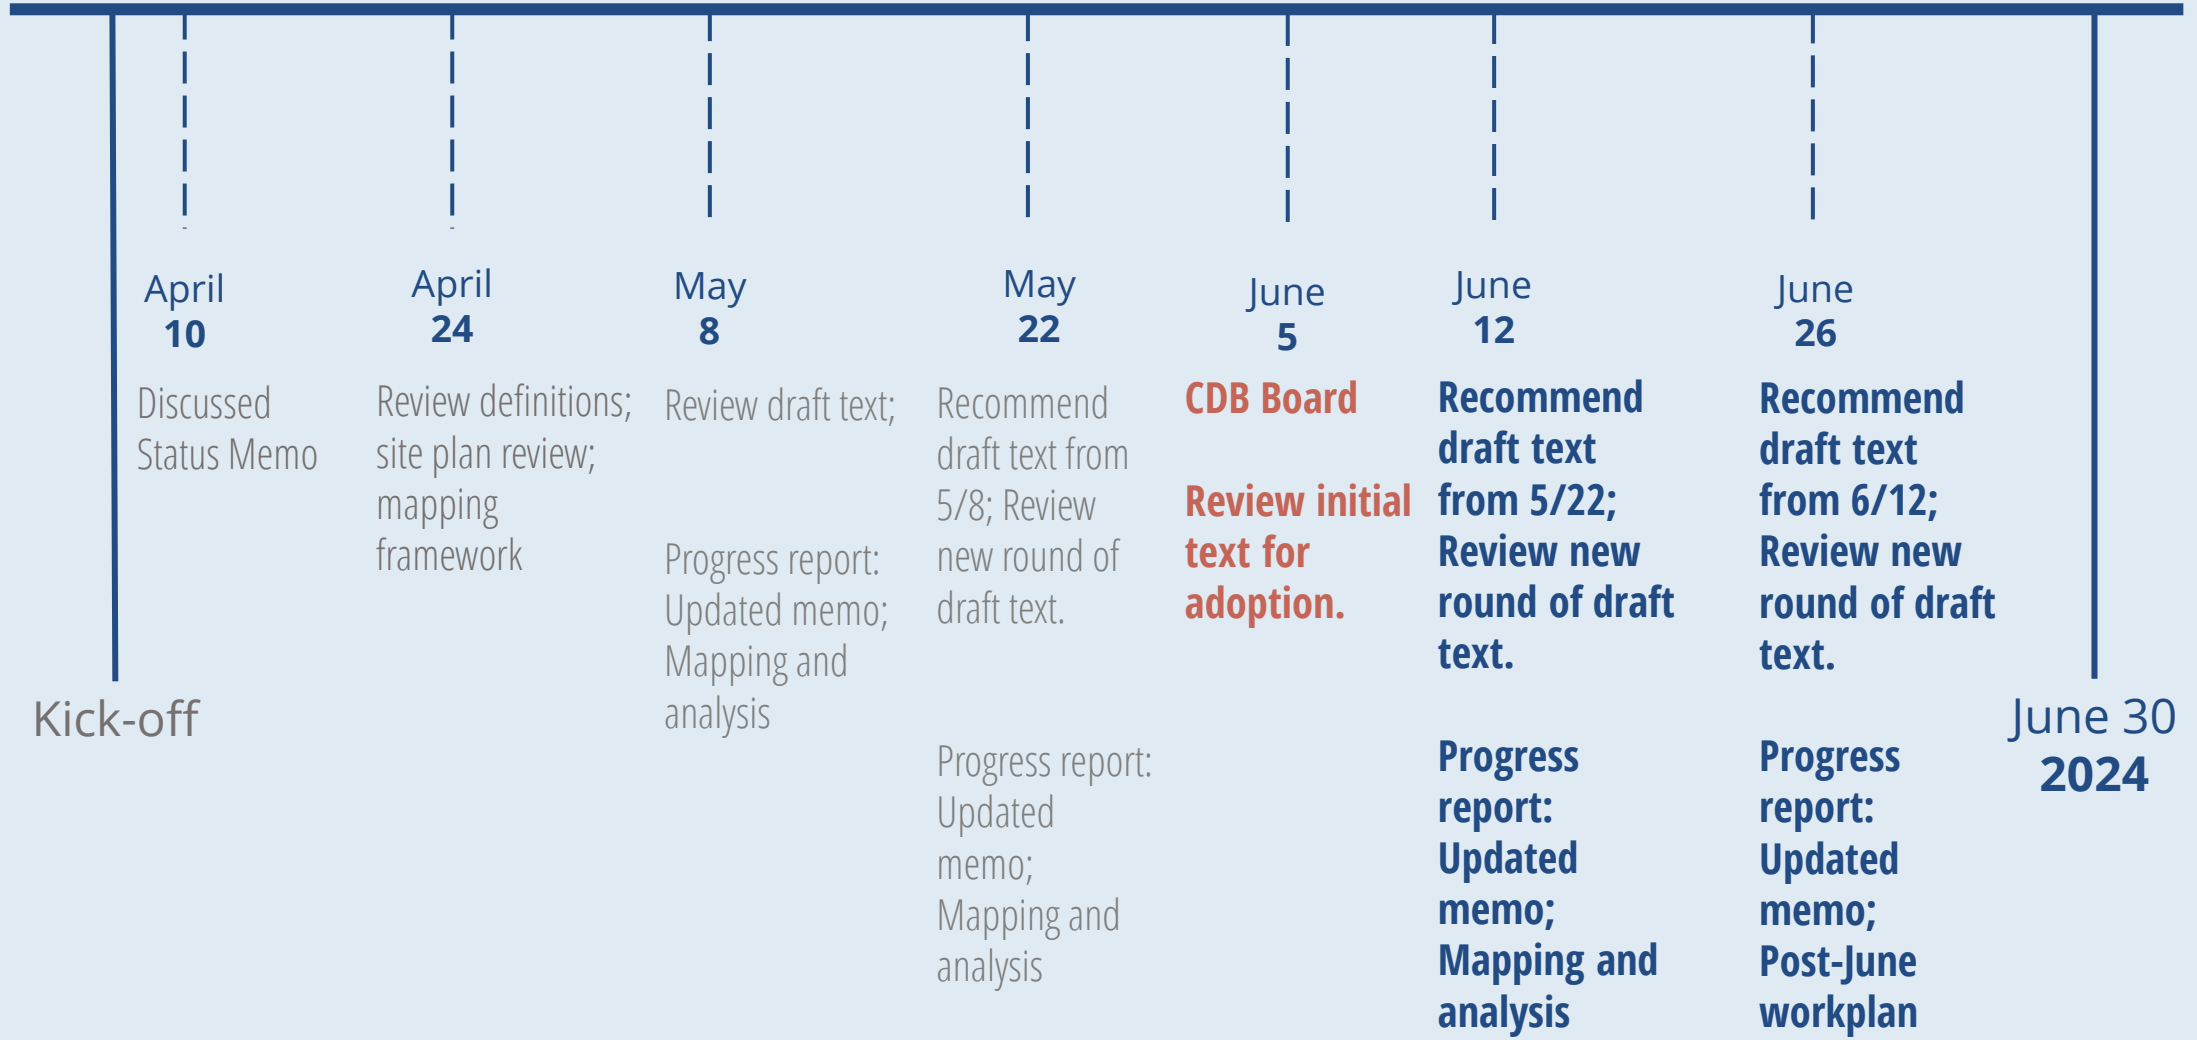 Kick-off
April
10
Discussed
Status Memo
April
24
Review definitions;
site plan review;
mapping
framework
May
8
Review draft text;
Progress report:
Updated memo;
Mapping and
analysis
May
22
Recommend
draft text from
5/8; Review
new round of
draft text.
Progress report:
Updated
memo;
Mapping and
analysis
June
5
CDB Board
Review initial
text for
adoption.
June
12
Recommend
draft text
from 5/22;
Review new
round of draft
text.
Progress
report:
Updated
memo;
Mapping and
analysis
June
26
Recommend
draft text
from 6/12;
Review new
round of draft
text.
Progress
report:
Updated
memo;
Post-June
workplan
June 30
2024